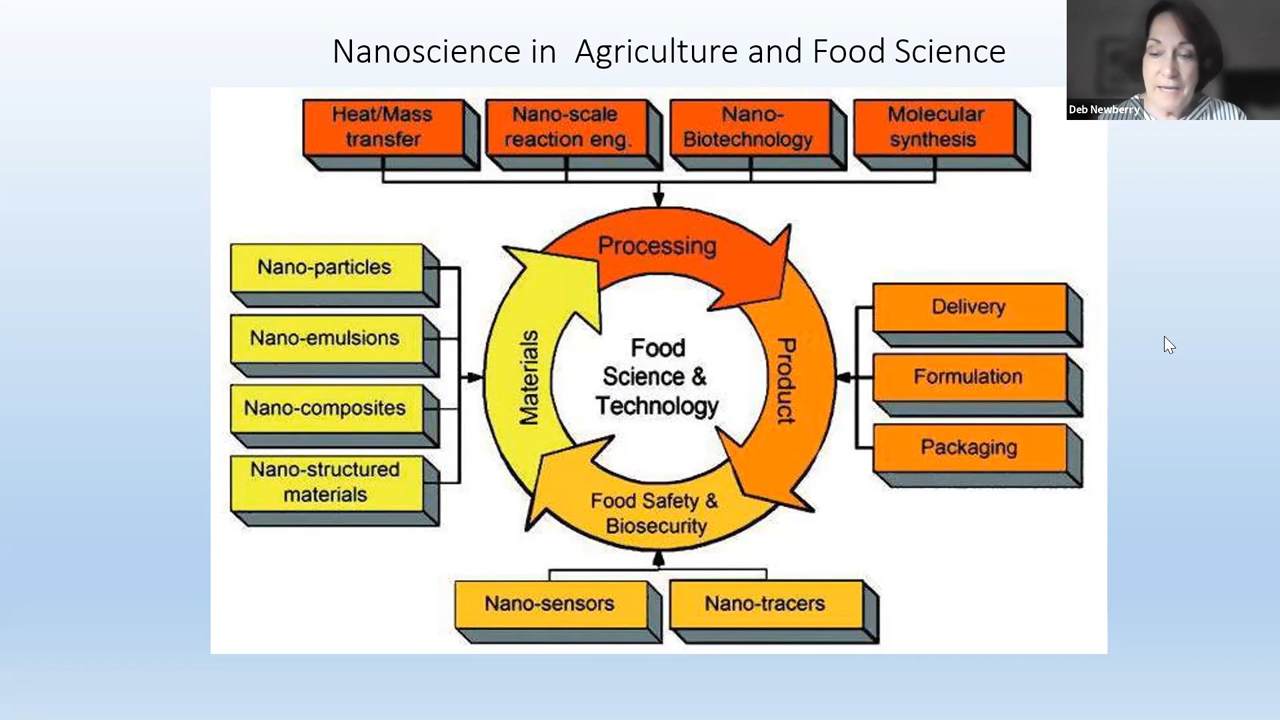 Nanoscience in  Agriculture and Food Science
Deb Newberry
Heat/Mass
transfer
Nano-scale
reaction eng.
Nano-
Biotechnology
Molecular
synthesis
Processing
Nano-particles
Nano-emulsions
Nano-composites
Nano-structured
materials
Materials
Food
Science &
Technology
Product
Delivery
Formulation
Packaging
Food Safety &
Biosecurity
Nano-sensors
Nano-tracers